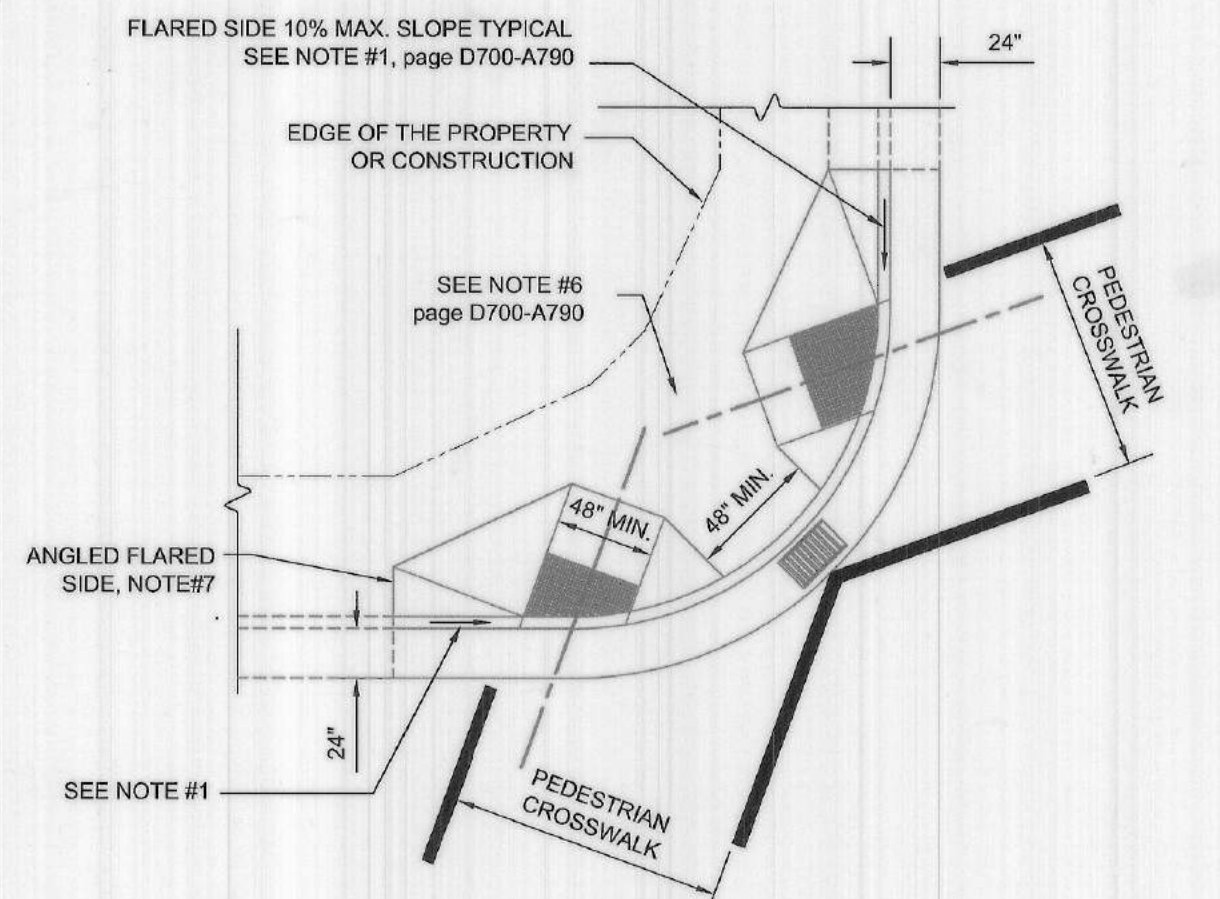 FLARED SIDE 10% MAX. SLOPE TYPICAL
SEE NOTE #1, page D700-A790
24"
EDGE OF THE PROPERTY
OR CONSTRUCTION
SEE NOTE #6
page D700-A790
PEDESTRIAN
CROSSWALK
48" MIN.
48" MIN.
ANGLED FLARED
SIDE, NOTE#7
24"
SEE NOTE #1
PEDESTRIAN
CROSSWALK